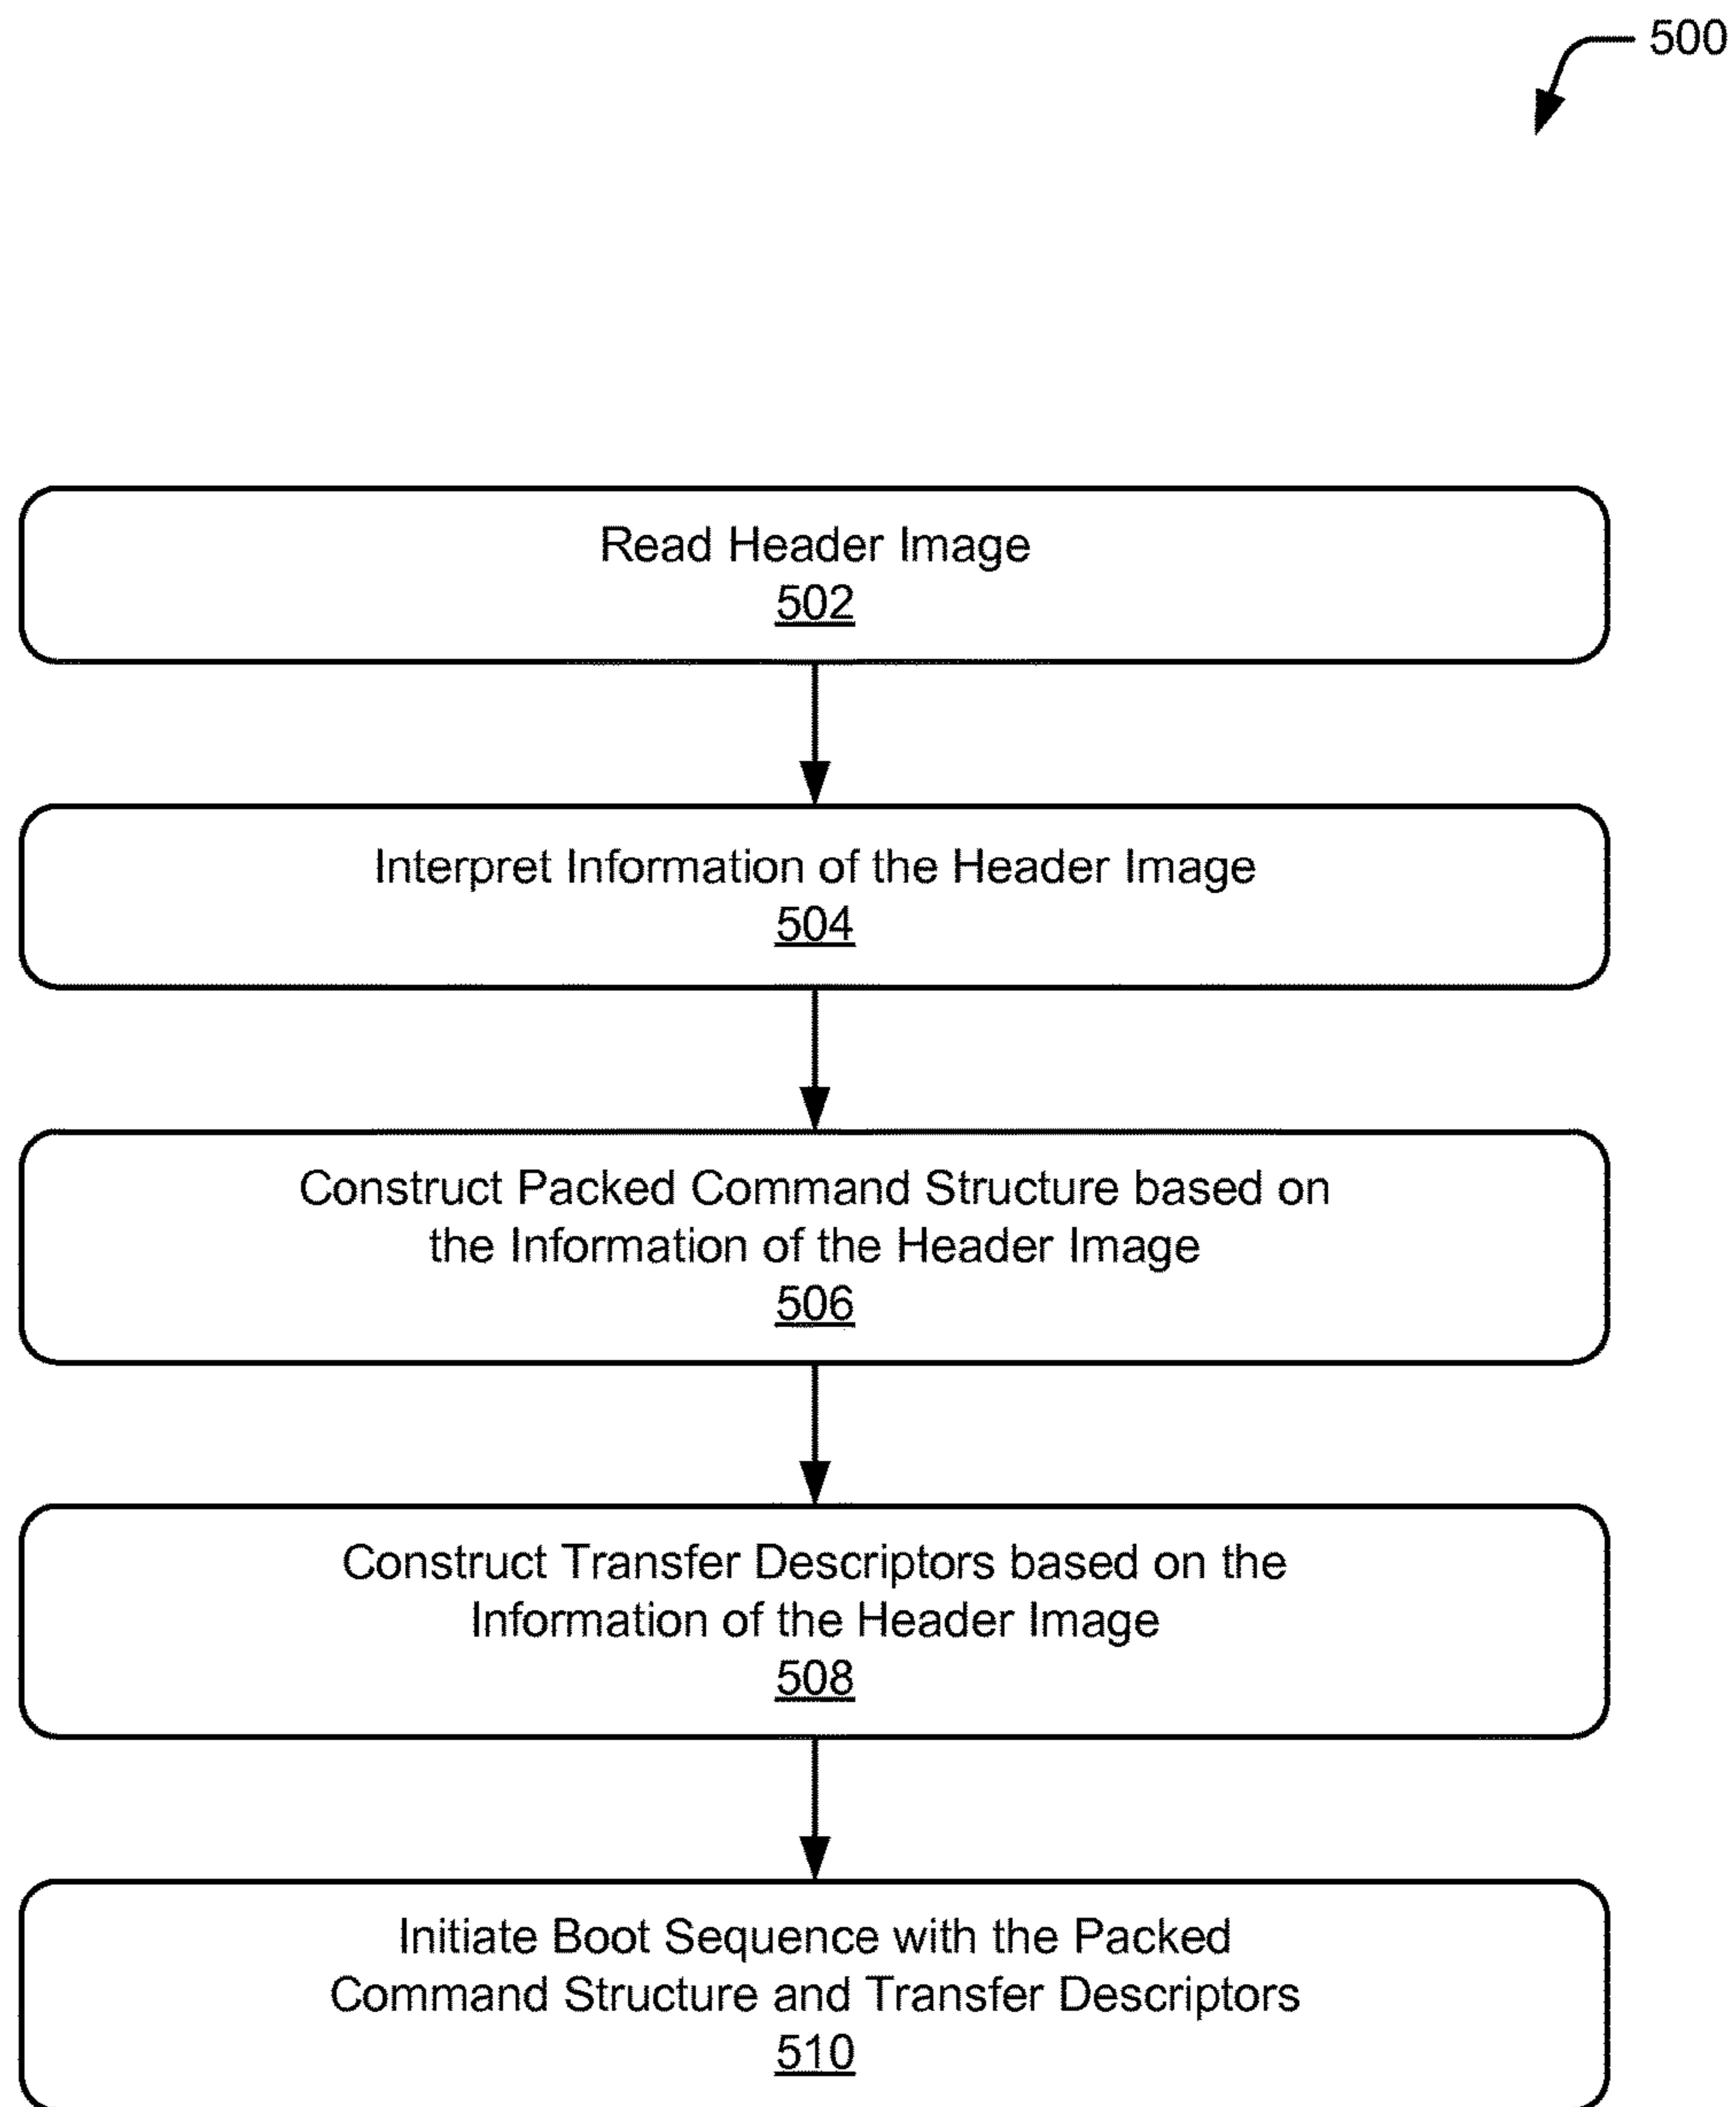 500
Read Header Image
502
Interpret Information of the Header Image
504
Construct Packed Command Structure based on
the Information of the Header Image
506
Construct Transfer Descriptors based on the
Information of the Header Image
508
Initiate Boot Sequence with the Packed
Command Structure and Transfer Descriptors
510